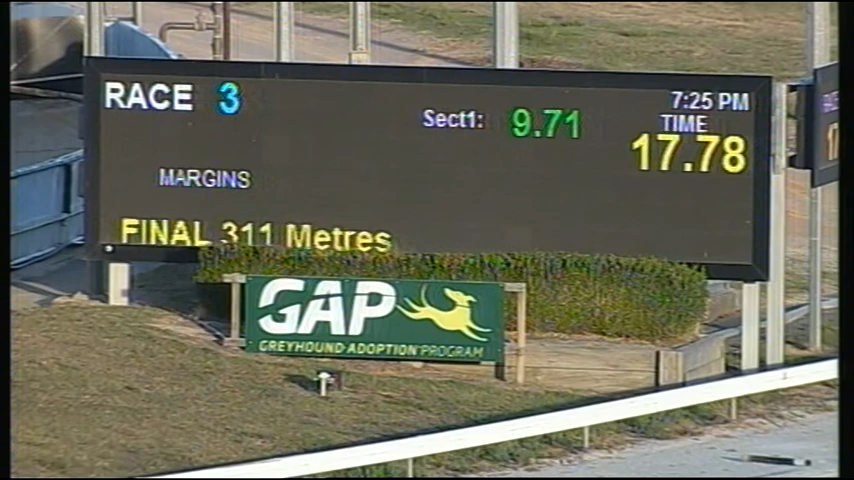 RACE 3
7:25 PM
Sect1: 9.71
TIME
17.78
MARGINS
FINAL 311 Metres
GAP
GREYHOUND ADOPTION PROGRAM